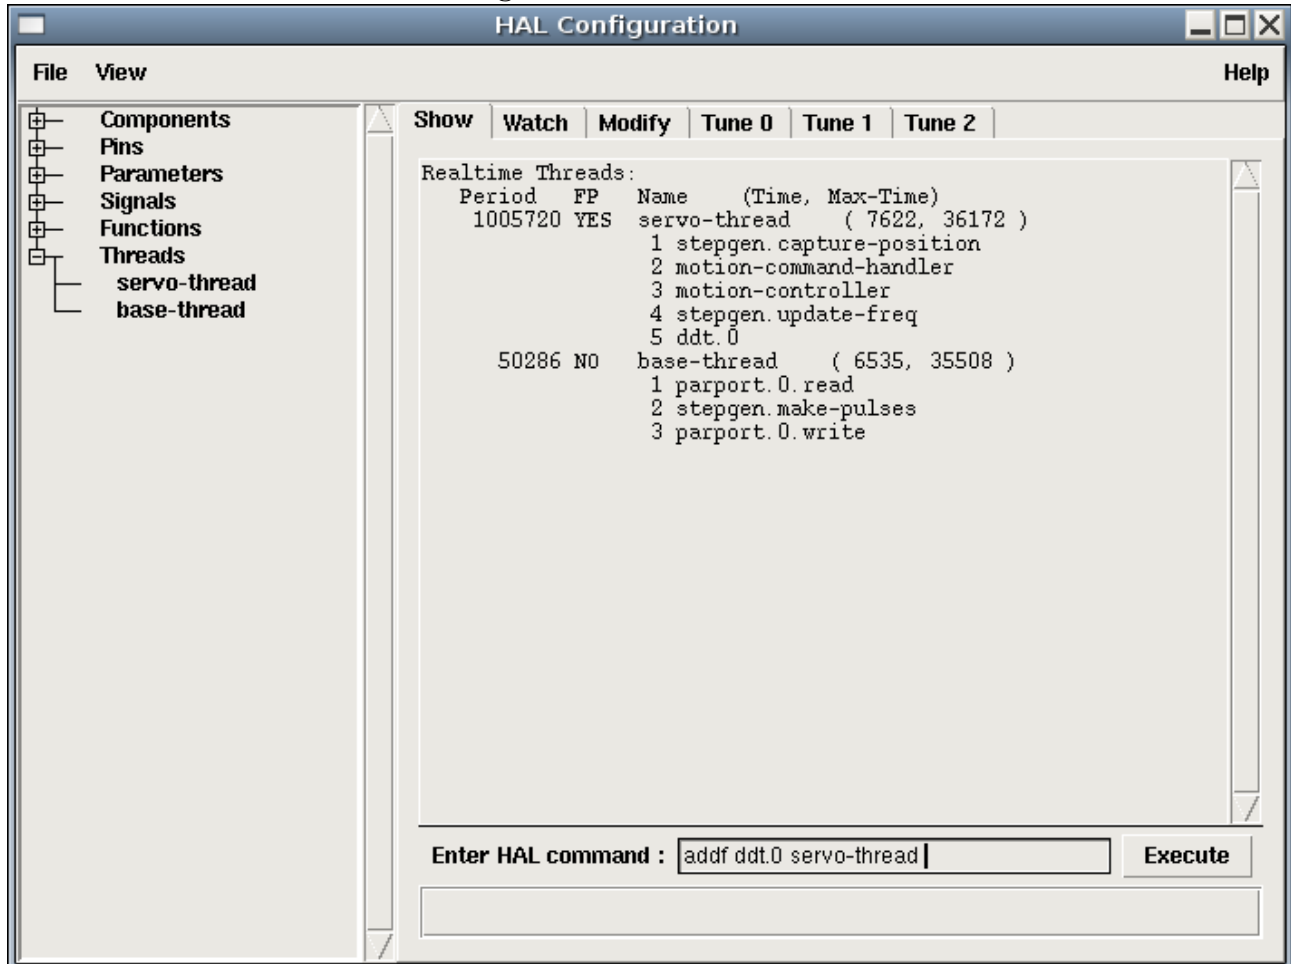 HAL Configuration
File View Help
Components
Pins
Parameters
Signals
Functions
Threads
servo-thread
base-thread
Show Watch Modify Tune 0 Tune 1 Tune 2
Realtime Threads:
Period FP Name (Time, Max-Time)
1005720 YES servo-thread ( 7622, 36172 )
1 stepgen.capture-position
2 motion-command-handler
3 motion-controller
4 stepgen.update-freq
5 ddt.0
50286 NO base-thread ( 6535, 35508 )
1 parport.0.read
2 stepgen.make-pulses
3 parport.0.write
Enter HAL command : addf ddt.0 servo-thread Execute